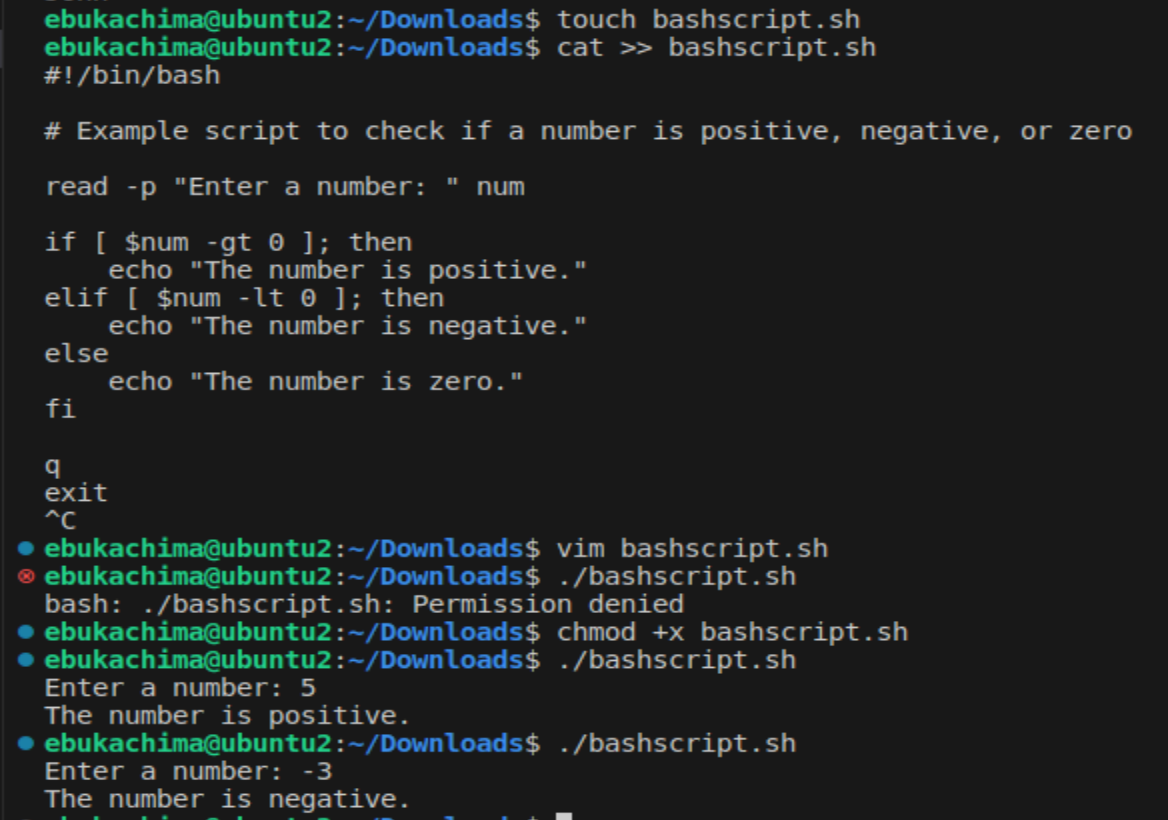 ebukachima@ubuntu2:~/Downloads$ touch bashscript.sh
ebukachima@ubuntu2:~/Downloads$ cat >> bashscript.sh
#!/bin/bash

# Example script to check if a number is positive, negative, or zero

read -p "Enter a number: " num

if [ $num -gt 0 ]; then
    echo "The number is positive."
elif [ $num -lt 0 ]; then
    echo "The number is negative."
else
    echo "The number is zero."
fi

q
exit
^C
ebukachima@ubuntu2:~/Downloads$ vim bashscript.sh
ebukachima@ubuntu2:~/Downloads$ ./bashscript.sh
bash: ./bashscript.sh: Permission denied
ebukachima@ubuntu2:~/Downloads$ chmod +x bashscript.sh
ebukachima@ubuntu2:~/Downloads$ ./bashscript.sh
Enter a number: 5
The number is positive.
ebukachima@ubuntu2:~/Downloads$ ./bashscript.sh
Enter a number: -3
The number is negative.